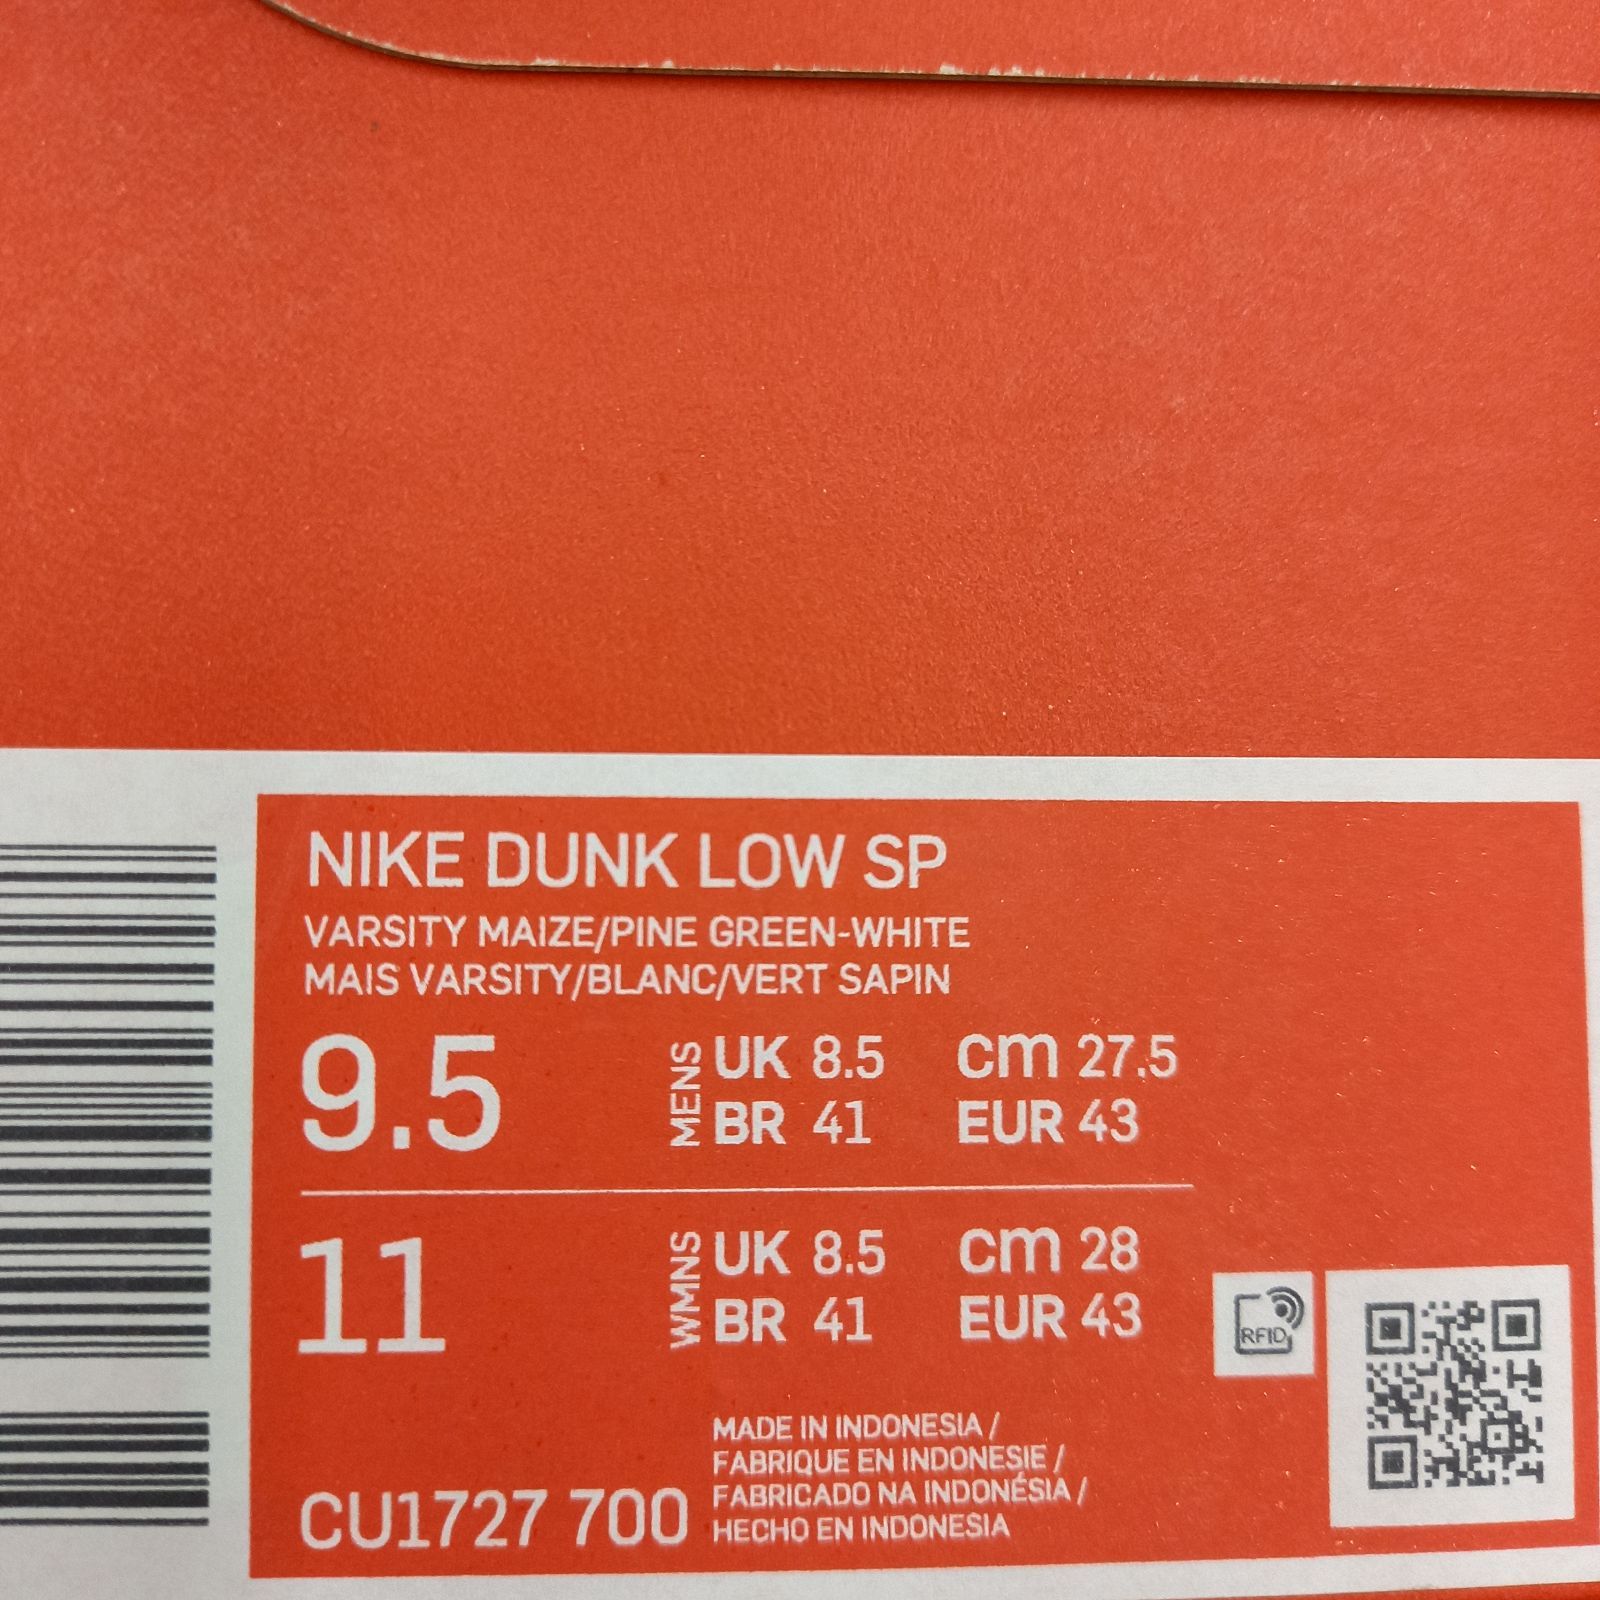 NIKE DUNK LOW SP
VARSITY MAIZE/PINE GREEN-WHITE
MAIS VARSITY/BLANC/VERT SAPIN
9.5 MENS UK 8.5 cm 27.5
BR 41 EUR 43
11 WMNS UK 8.5 cm 28
BR 41 EUR 43
RFID
MADE IN INDONESIA /
FABRIQUE EN INDONESIE /
FABRICADO NA INDONÉSIA /
HECHO EN INDONESIA
CU1727 700